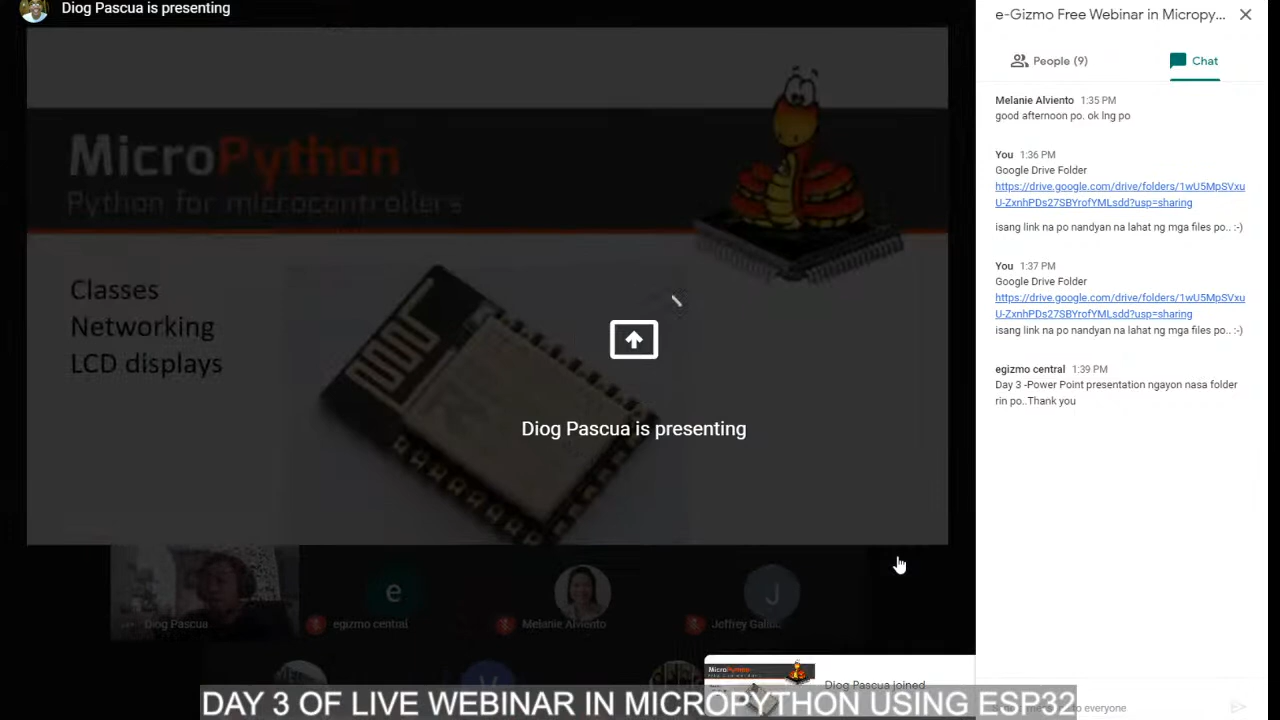 Diog Pascua is presenting
e-Gizmo Free Webinar in Micropy...
People (9)
Chat
Melanie Alviento 1:35 PM
good afternoon po. ok lng po
You 1:36 PM
Google Drive Folder
https://drive.google.com/drive/folders/1wU5MpSVxu
U-ZxnhPDs27SBYrofYMLsdd?usp=sharing
isang link na po nandyan na lahat ng mga files po.. :-)
You 1:37 PM
Google Drive Folder
https://drive.google.com/drive/folders/1wU5MpSVxu
U-ZxnhPDs27SBYrofYMLsdd?usp=sharing
isang link na po nandyan na lahat ng mga files po.. :-)
egizmo central 1:39 PM
Day 3 -Power Point presentation ngayon nasa folder
rin po..Thank you
MicroPython
Python for microcontrollers
Classes
Networking
LCD displays
Diog Pascua is presenting
e
J
Diog Pascua
egizmo central
Melanie Alviento
Jeffrey
MicroPython
Diog Pascua joined
to everyone
DAY 3 OF LIVE WEBINAR IN MICROPYTHON USING ESP32